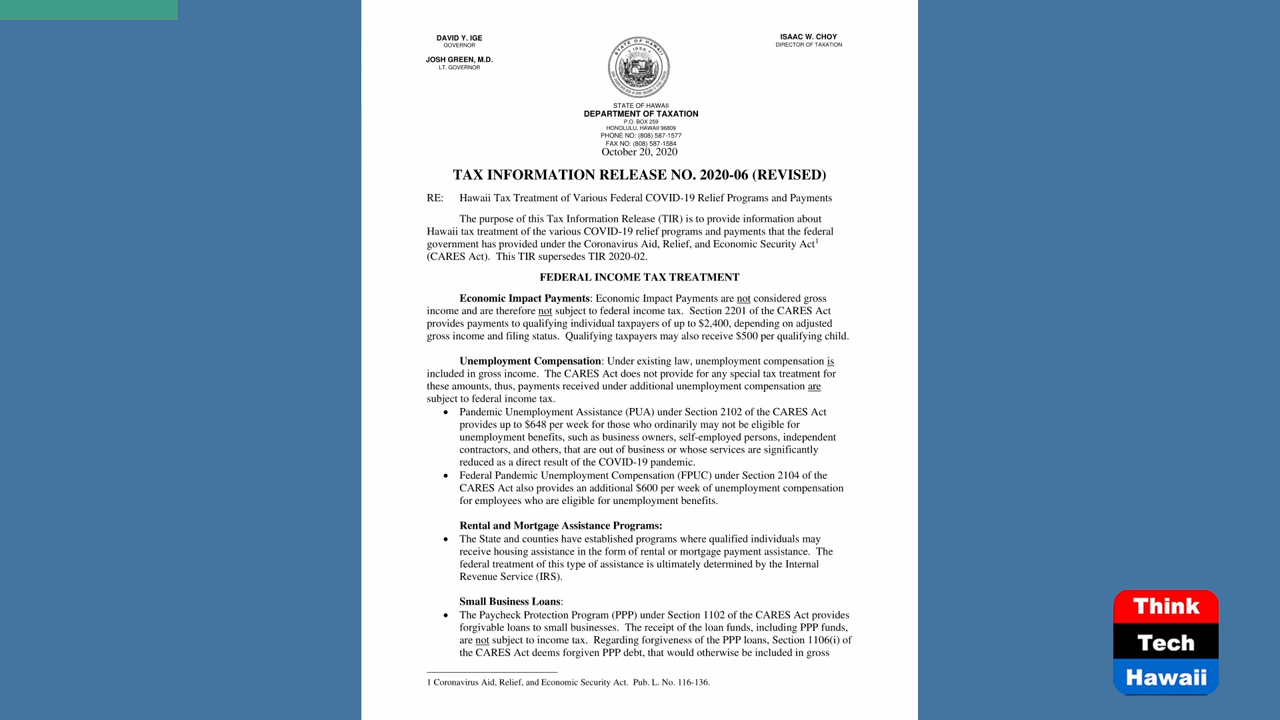 DAVID Y. IGE
GOVERNOR
JOSH GREEN, M.D.
LT. GOVERNOR
ISAAC W. CHOY
DIRECTOR OF TAXATION
STATE OF HAWAII
DEPARTMENT OF TAXATION
P.O. BOX 259
HONOLULU, HAWAII 96809
PHONE NO: (808) 587-1577
FAX NO: (808) 587-1584
October 20, 2020
TAX INFORMATION RELEASE NO. 2020-06 (REVISED)
RE: Hawaii Tax Treatment of Various Federal COVID-19 Relief Programs and Payments
The purpose of this Tax Information Release (TIR) is to provide information about
Hawaii tax treatment of the various COVID-19 relief programs and payments that the federal
government has provided under the Coronavirus Aid, Relief, and Economic Security Act1
(CARES Act). This TIR supersedes TIR 2020-02.
FEDERAL INCOME TAX TREATMENT
Economic Impact Payments: Economic Impact Payments are not considered gross
income and are therefore not subject to federal income tax. Section 2201 of the CARES Act
provides payments to qualifying individual taxpayers of up to $2,400, depending on adjusted
gross income and filing status. Qualifying taxpayers may also receive $500 per qualifying child.
Unemployment Compensation: Under existing law, unemployment compensation is
included in gross income. The CARES Act does not provide for any special tax treatment for
these amounts, thus, payments received under additional unemployment compensation are
subject to federal income tax.
• Pandemic Unemployment Assistance (PUA) under Section 2102 of the CARES Act
provides up to $648 per week for those who ordinarily may not be eligible for
unemployment benefits, such as business owners, self-employed persons, independent
contractors, and others, that are out of business or whose services are significantly
reduced as a direct result of the COVID-19 pandemic.
• Federal Pandemic Unemployment Compensation (FPUC) under Section 2104 of the
CARES Act also provides an additional $600 per week of unemployment compensation
for employees who are eligible for unemployment benefits.
Rental and Mortgage Assistance Programs:
• The State and counties have established programs where qualified individuals may
receive housing assistance in the form of rental or mortgage payment assistance. The
federal treatment of this type of assistance is ultimately determined by the Internal
Revenue Service (IRS).
Small Business Loans:
• The Paycheck Protection Program (PPP) under Section 1102 of the CARES Act provides
forgivable loans to small businesses. The receipt of the loan funds, including PPP funds,
are not subject to income tax. Regarding forgiveness of the PPP loans, Section 1106(i) of
the CARES Act deems forgiven PPP debt, that would otherwise be included in gross
1 Coronavirus Aid, Relief, and Economic Security Act. Pub. L. No. 116-136.
Think
Tech
Hawaii